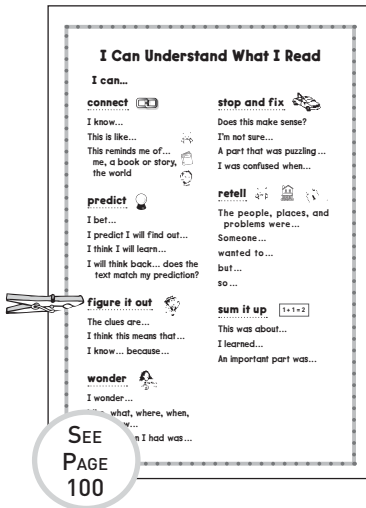 I Can Understand What I Read
I can...
connect
I know...
This is like...
This reminds me of...
me, a book or story,
the world
predict
I bet...
I predict I will find out...
I think I will learn...
I will think back... does the
text match my prediction?
figure it out
The clues are...
I think this means that...
I know... because...
wonder
I wonder...
what, where, when,
I had was...
stop and fix
Does this make sense?
I'm not sure...
A part that was puzzling...
I was confused when...
retell
The people, places, and
problems were...
Someone...
wanted to...
but...
so...
sum it up
1+1=2
This was about...
I learned...
An important part was...
SEE
PAGE
100